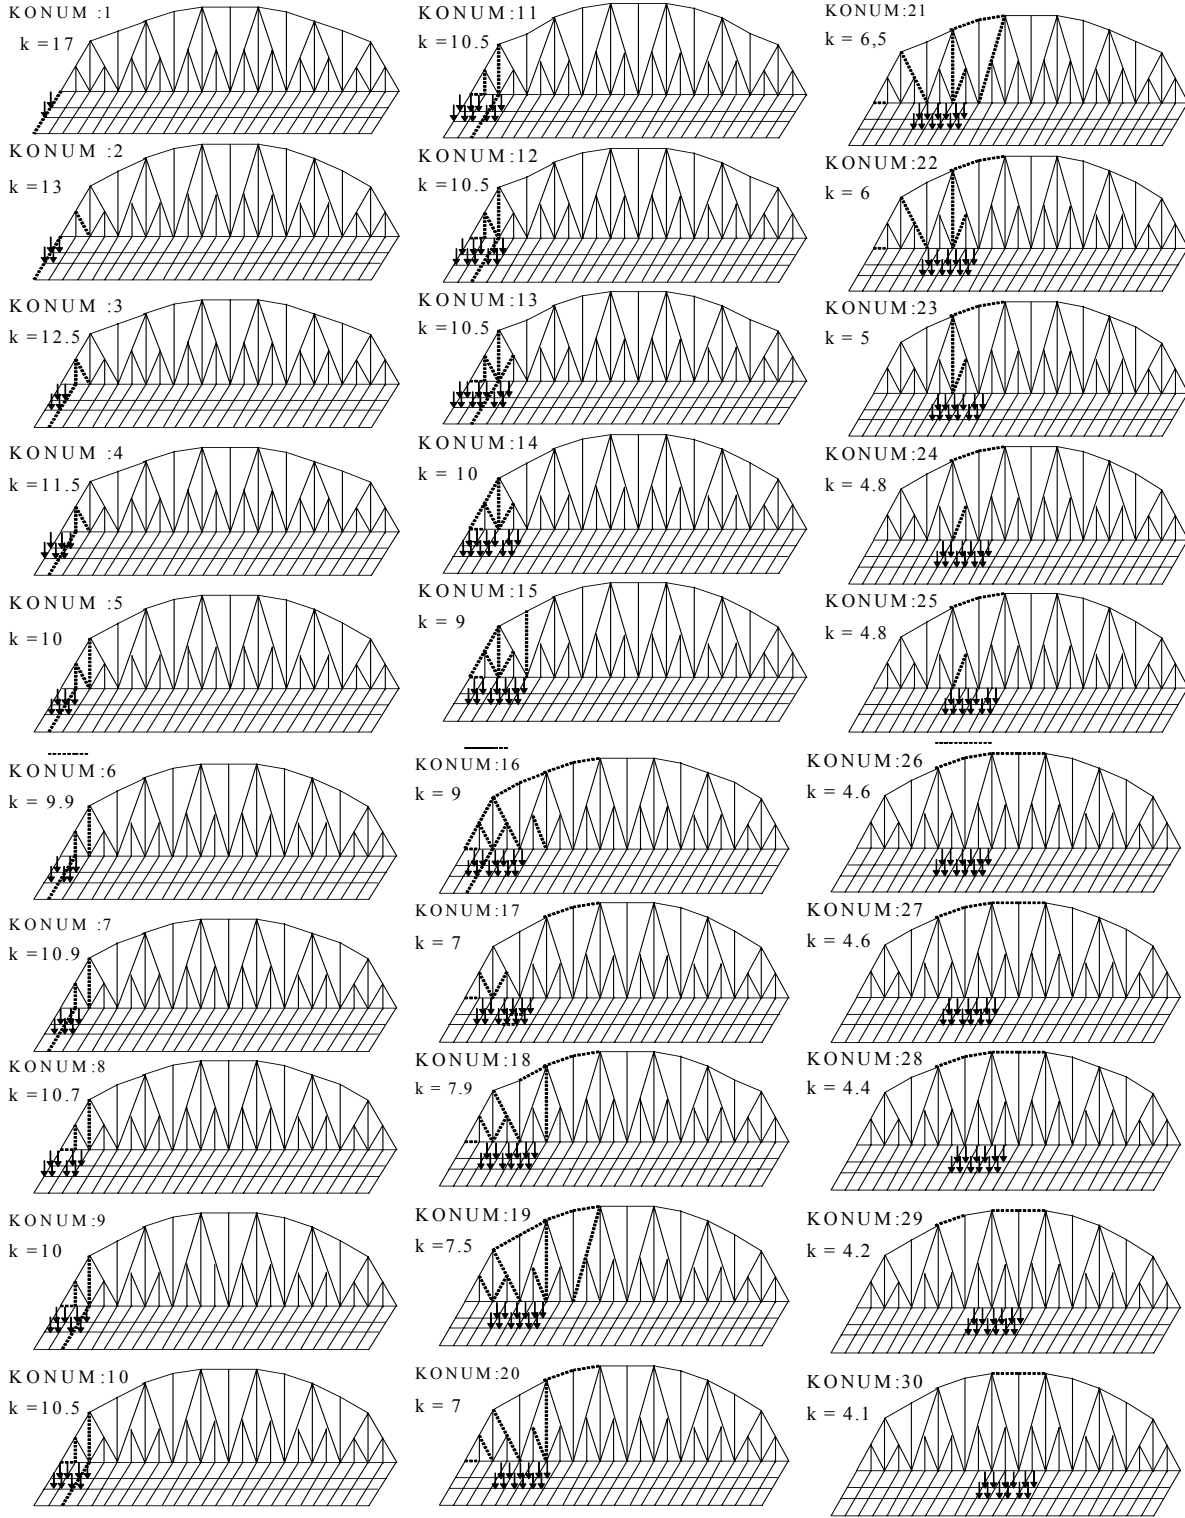 KONUM :1
k =17
KONUM :2
k =13
KONUM :3
k =12.5
KONUM :4
k =11.5
KONUM :5
k =10
KONUM:6
k = 9.9
KONUM :7
k =10.9
KONUM:8
k =10.7
KONUM:9
k =10
KONUM:10
k =10.5
KONUM:11
k =10.5
KONUM:12
k =10.5
KONUM:13
k =10.5
KONUM:14
k = 10
KONUM:15
k = 9
KONUM:16
k = 9
KONUM:17
k = 7
KONUM:18
k = 7.9
KONUM:19
k =7.5
KONUM:20
k = 7
KONUM:21
k = 6,5
KONUM:22
k = 6
KONUM:23
k = 5
KONUM:24
k = 4.8
KONUM:25
k = 4.8
KONUM:26
k = 4.6
KONUM:27
k = 4.6
KONUM:28
k = 4.4
KONUM:29
k = 4.2
KONUM:30
k = 4.1